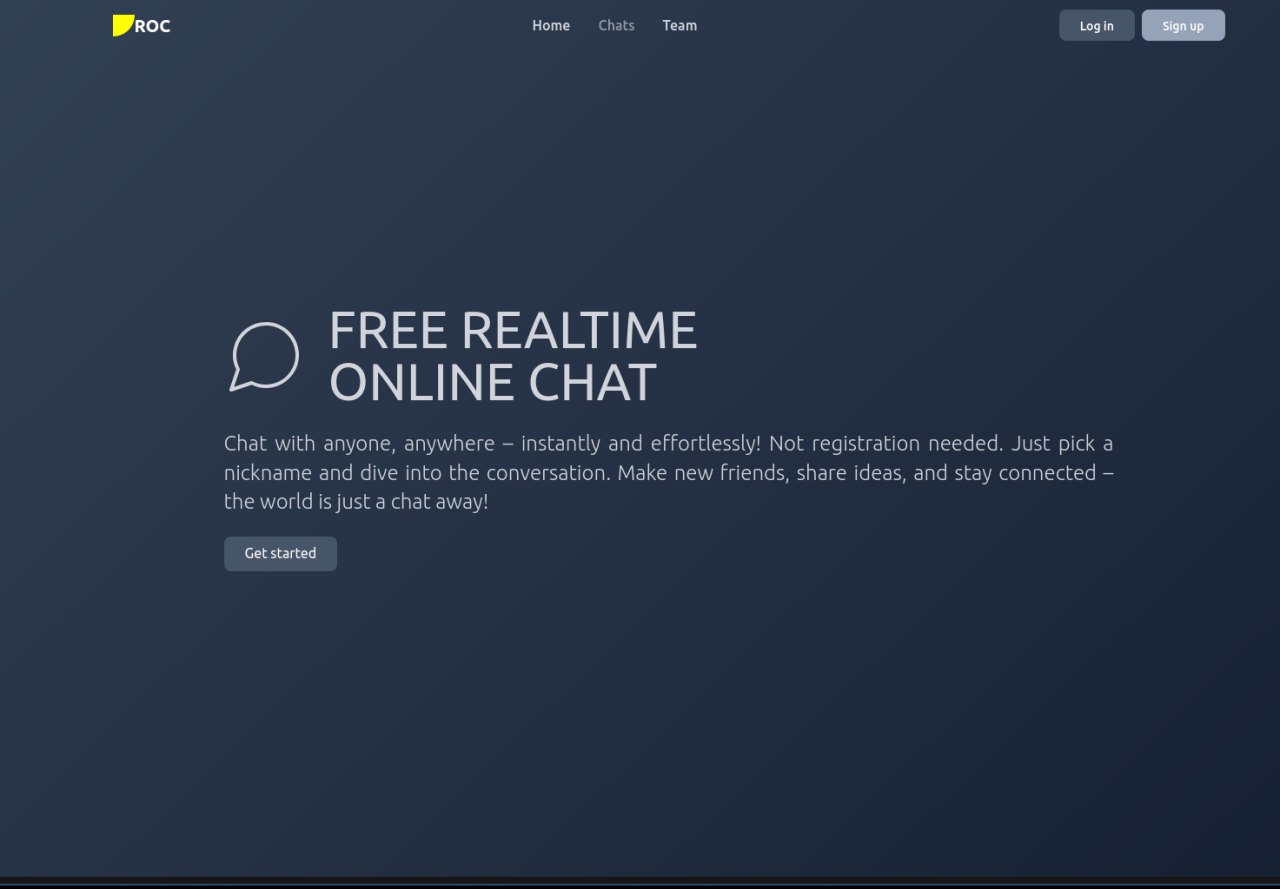 ROC
Home
Chats
Team
Log in
Sign up
FREE REALTIME
ONLINE CHAT
Chat with anyone, anywhere – instantly and effortlessly! Not registration needed. Just pick a
nickname and dive into the conversation. Make new friends, share ideas, and stay connected –
the world is just a chat away!
Get started